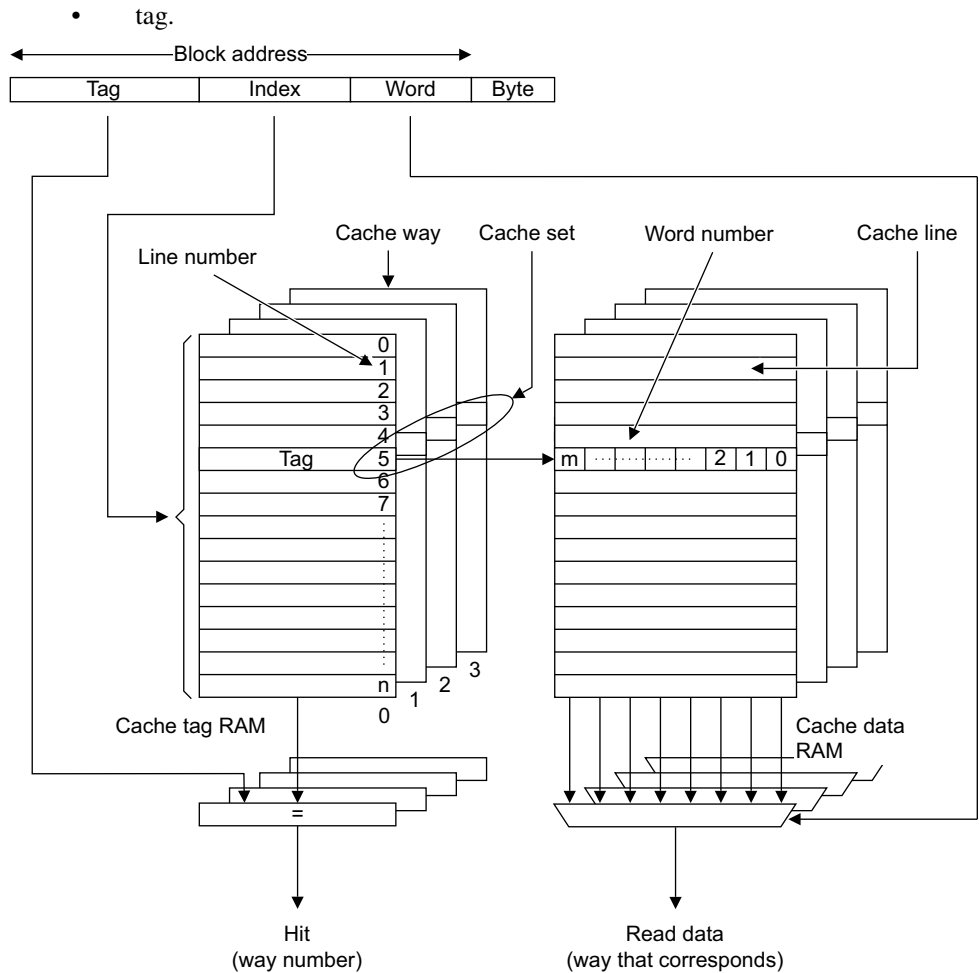 • tag.
Block address
Tag Index Word Byte
Cache way Cache set Word number Cache line
Line number
0
1
2
3
4
Tag 5 m 2 1 0
6
7
n
0 1 2 3
Cache tag RAM
Cache data
RAM
=
Hit
(way number)
Read data
(way that corresponds)